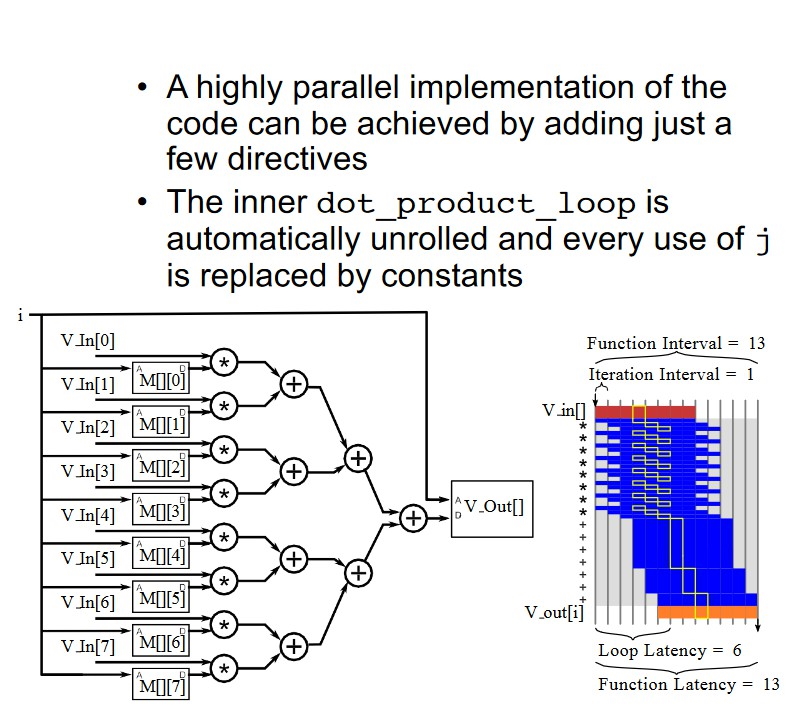 • A highly parallel implementation of the
code can be achieved by adding just a
few directives
• The inner dot_product_loop is
automatically unrolled and every use of j
is replaced by constants
i
V_In[0]
A D
M[][0]
*
V_In[1]
A D
M[][1]
*
+
V_In[2]
A D
M[][2]
*
V_In[3]
A D
M[][3]
*
+
+
V_In[4]
A D
M[][4]
*
V_In[5]
A D
M[][5]
*
+
V_In[6]
A D
M[][6]
*
V_In[7]
A D
M[][7]
*
+
+
+
A
D
V_Out[]
Function Interval = 13
Iteration Interval = 1
V_in[]
*
*
*
*
*
*
*
*
+
+
+
+
+
+
+
V_out[i]
Loop Latency = 6
Function Latency = 13